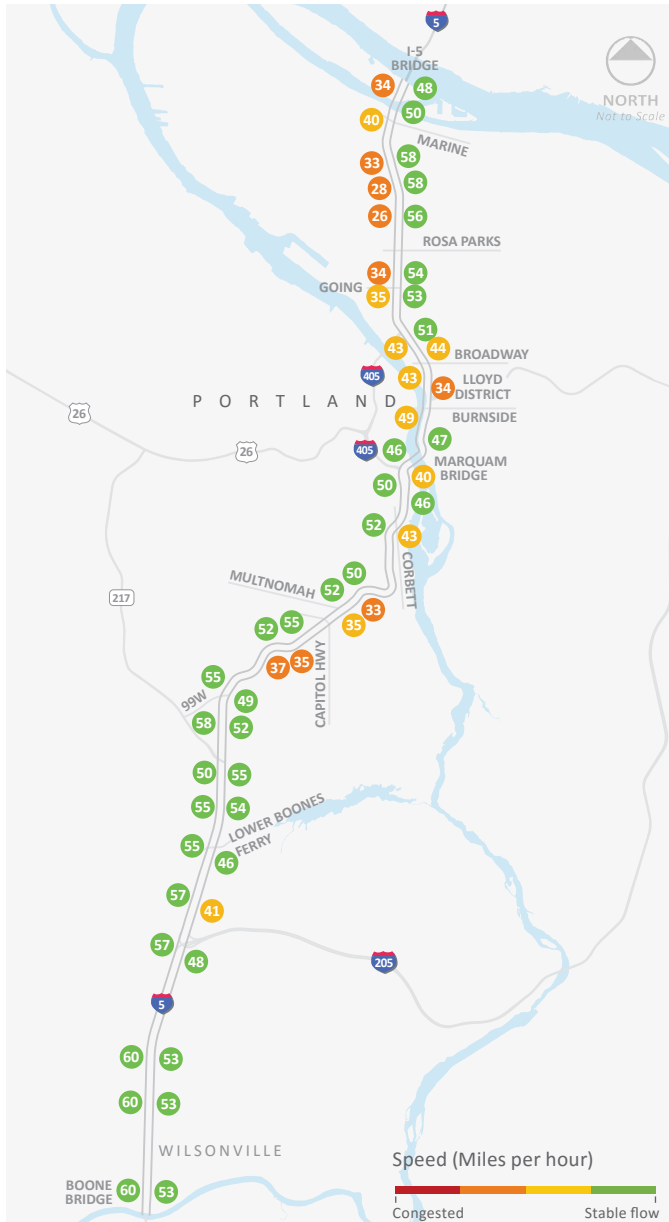 5
I-5
BRIDGE
34
48
NORTH
Not to Scale
40
50
MARINE
33
58
28
58
26
56
ROSA PARKS
34
54
GOING
35
53
51
43
44
BROADWAY
405
43
34
LLOYD
DISTRICT
PORTLAND
26
49
BURNSIDE
26
405
46
47
MARQUAM
BRIDGE
50
40
46
52
43
CORBETT
MULTNOMAH
52
50
217
33
52
55
35
37
35
CAPITOL HWY
55
99W
49
58
52
50
55
55
54
LOWER BOONES
FERRY
55
46
57
41
57
48
205
5
60
53
60
53
WILSONVILLE
BOONE
BRIDGE
60
53
Speed (Miles per hour)
Congested
Stable flow